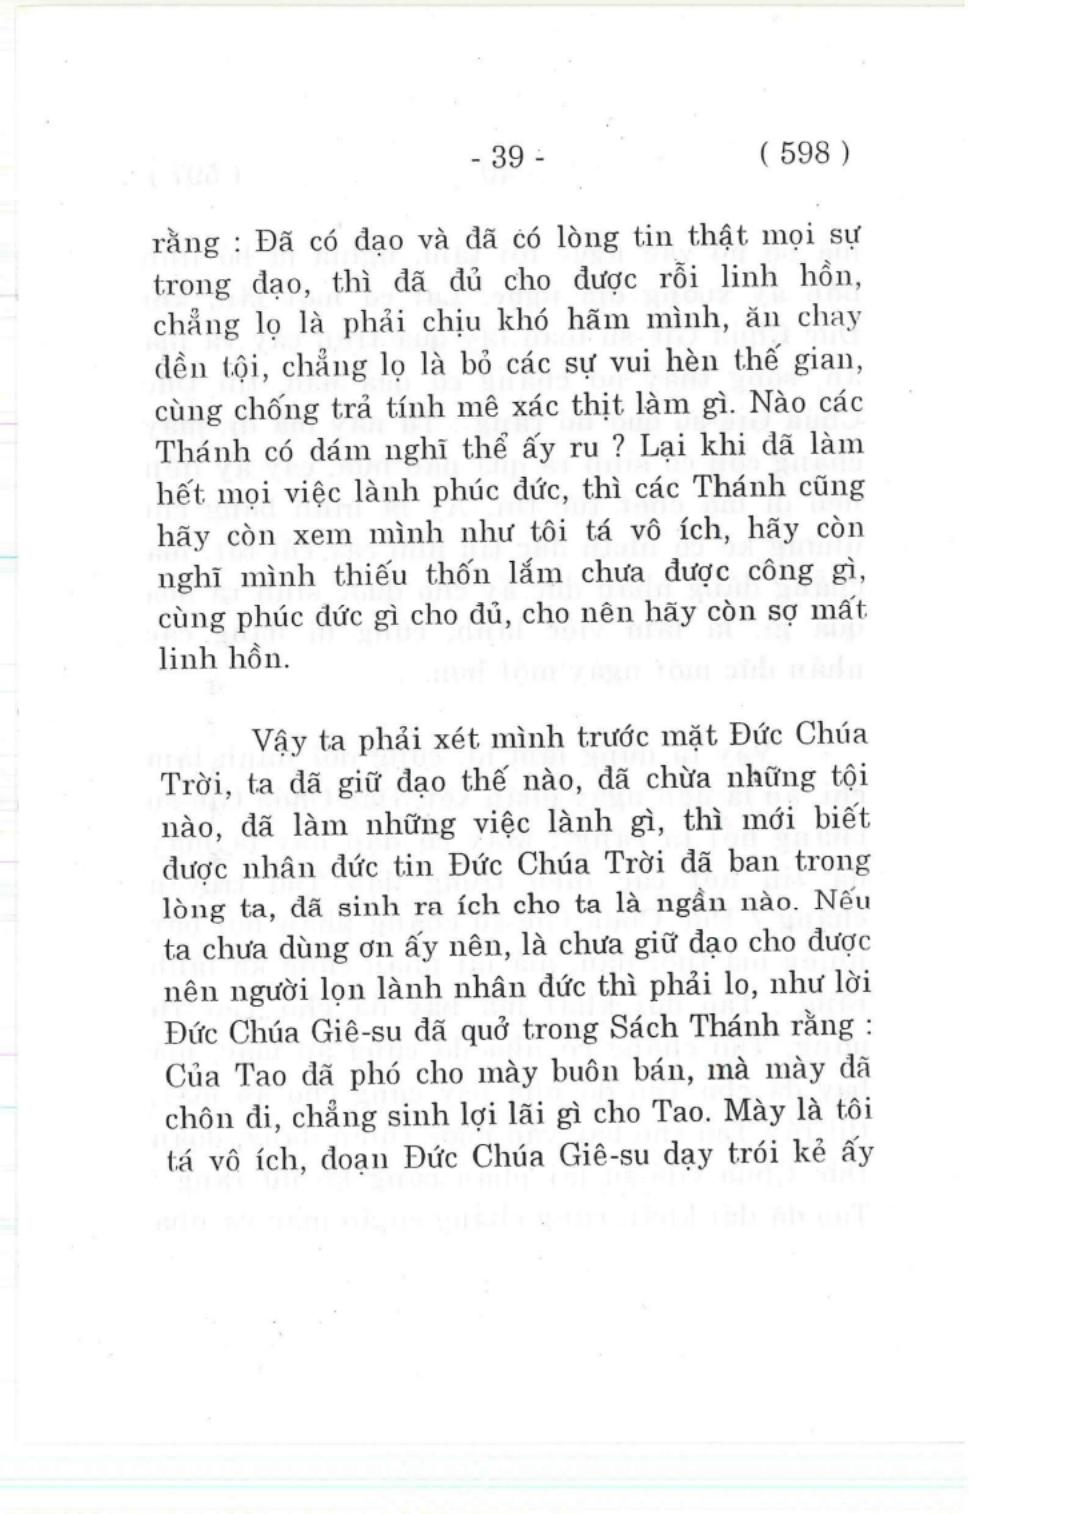 - 39 - ( 598 )
rằng : Đã có đạo và đã có lòng tin thật mọi sự
trong đạo, thì đã đủ cho được rỗi linh hồn,
chẳng lọ là phải chịu khó hãm mình, ăn chay
đền tội, chẳng lọ là bỏ các sự vui hèn thế gian,
cùng chống trả tính mê xác thịt làm gì. Nào các
Thánh có dám nghĩ thể ấy ru ? Lại khi đã làm
hết mọi việc lành phúc đức, thì các Thánh cũng
hãy còn xem mình như tôi tá vô ích, hãy còn
nghĩ mình thiếu thốn lắm chưa được công gì,
cùng phúc đức gì cho đủ, cho nên hãy còn sợ mất
linh hồn.
Vậy ta phải xét mình trước mặt Đức Chúa
Trời, ta đã giữ đạo thế nào, đã chừa những tội
nào, đã làm những việc lành gì, thì mới biết
được nhân đức tin Đức Chúa Trời đã ban trong
lòng ta, đã sinh ra ích cho ta là ngần nào. Nếu
ta chưa dùng ơn ấy nên, là chưa giữ đạo cho được
nên người lọn lành nhân đức thì phải lo, như lời
Đức Chúa Giê-su đã quở trong Sách Thánh rằng :
Của Tao đã phó cho mày buôn bán, mà mày đã
chôn đi, chẳng sinh lợi lãi gì cho Tao. Mày là tôi
tá vô ích, đoạn Đức Chúa Giê-su dạy trói kẻ ấy